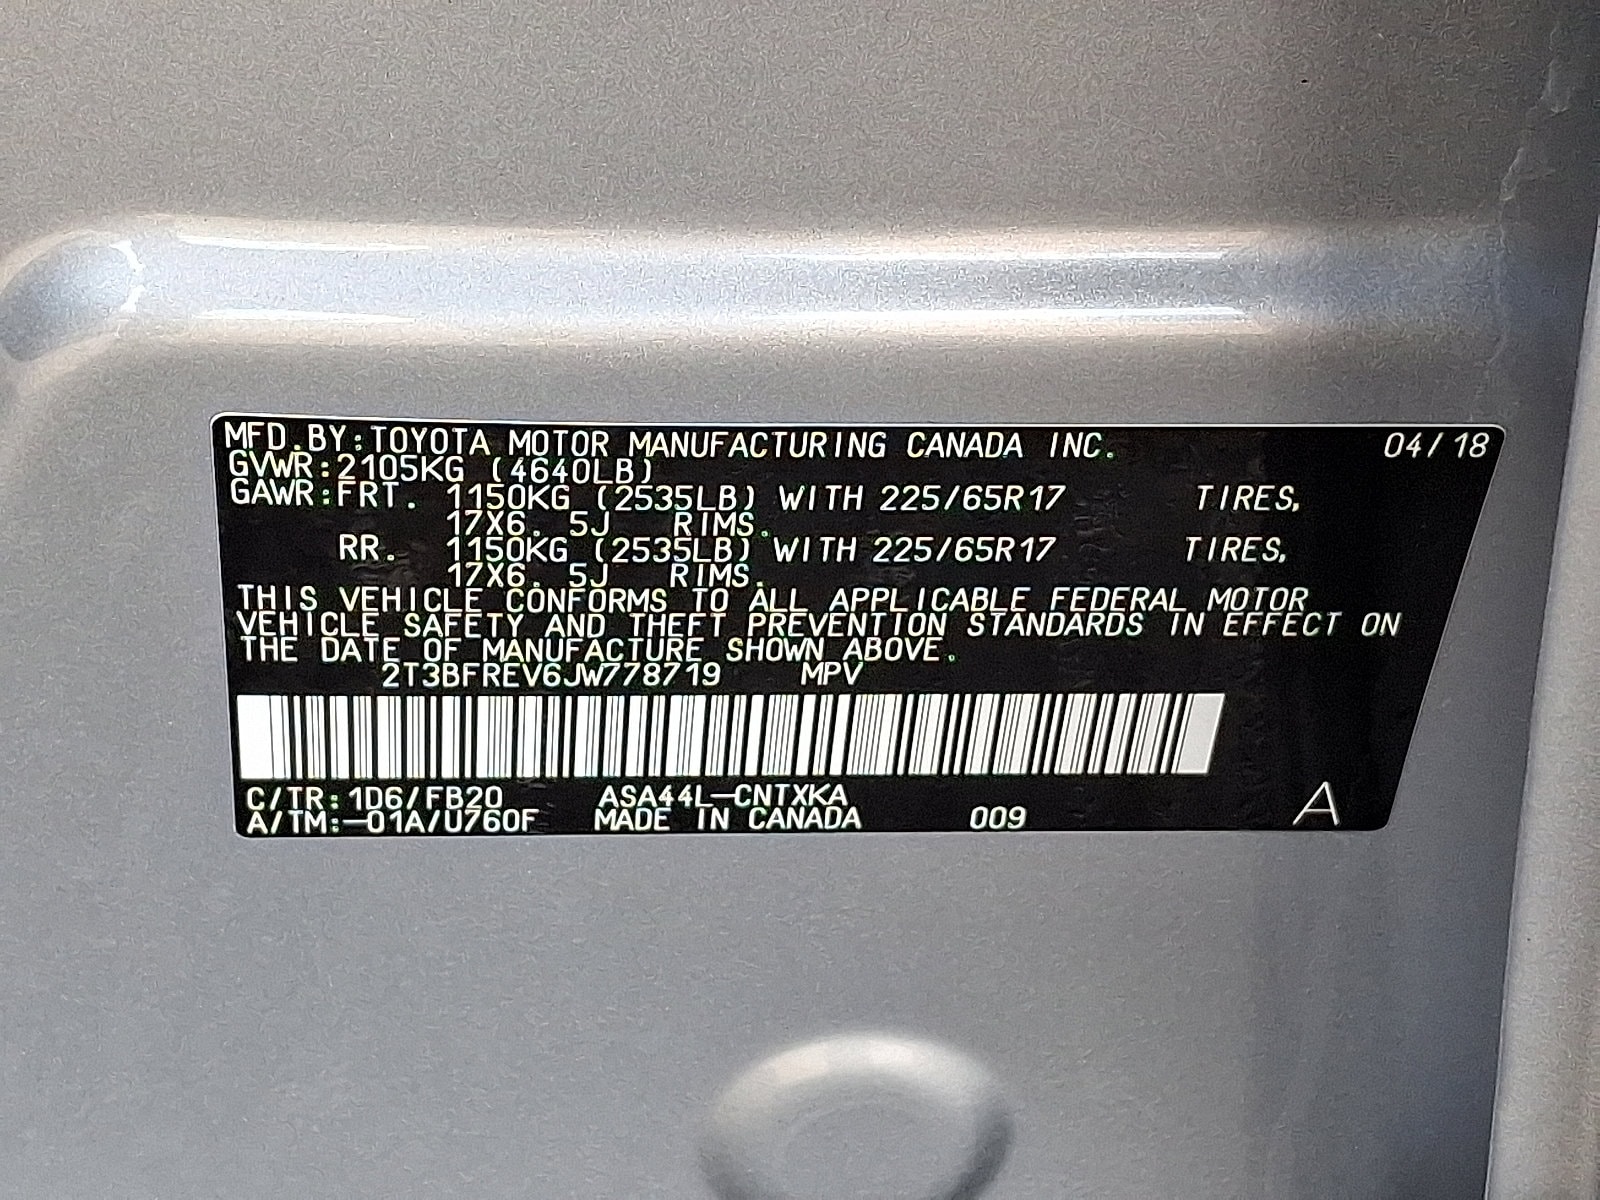 MFD.BY:TOYOTA MOTOR MANUFACTURING CANADA INC. 04/18
GVWR:2105KG (4640LB)
GAWR:FRT. 1150KG (2535LB) WITH 225/65R17 TIRES,
17X6.5J RIMS.
RR. 1150KG (2535LB) WITH 225/65R17 TIRES,
17X6.5J RIMS.
THIS VEHICLE CONFORMS TO ALL APPLICABLE FEDERAL MOTOR
VEHICLE SAFETY AND THEFT PREVENTION STANDARDS IN EFFECT ON
THE DATE OF MANUFACTURE SHOWN ABOVE.
2T3BFREV6JW778719 MPV
C/TR:1D6/FB20 ASA44L-CNTXKA
A/TM:-01A/U760F MADE IN CANADA 009 A